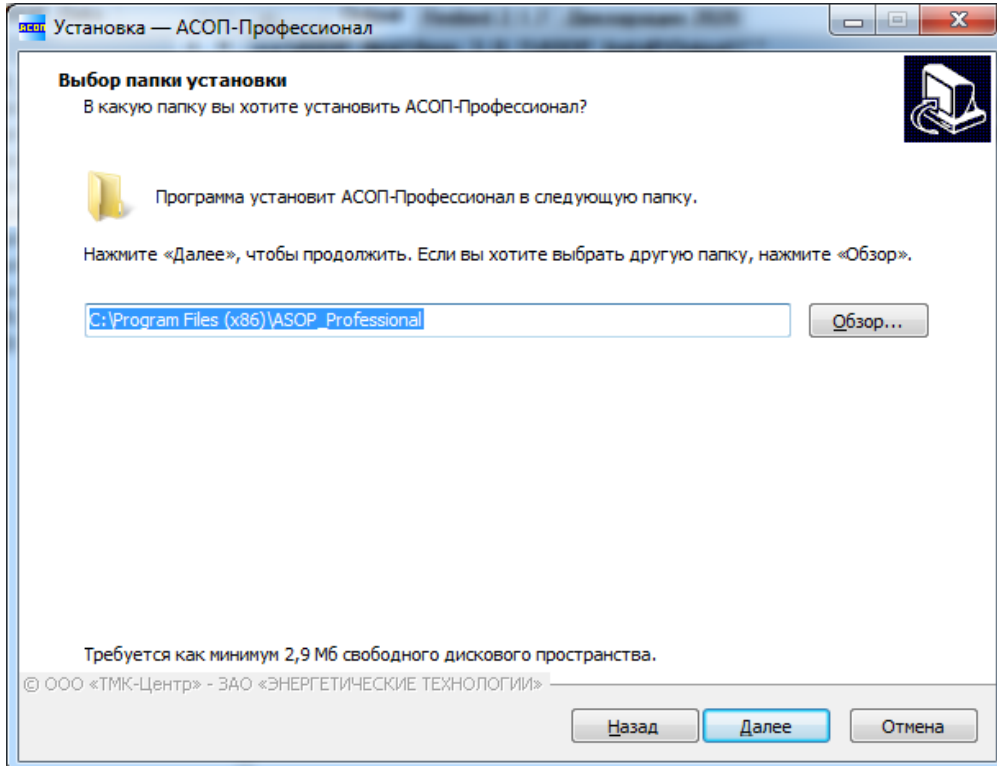 АСОП Установка — АСОП-Профессионал
Выбор папки установки
В какую папку вы хотите установить АСОП-Профессионал?
Программа установит АСОП-Профессионал в следующую папку.
Нажмите «Далее», чтобы продолжить. Если вы хотите выбрать другую папку, нажмите «Обзор».
C:\Program Files (x86)\ASOP_Professional
Обзор...
Требуется как минимум 2,9 Мб свободного дискового пространства.
© ООО «ТМК-Центр» - ЗАО «ЭНЕРГЕТИЧЕСКИЕ ТЕХНОЛОГИИ»
Назад Далее Отмена